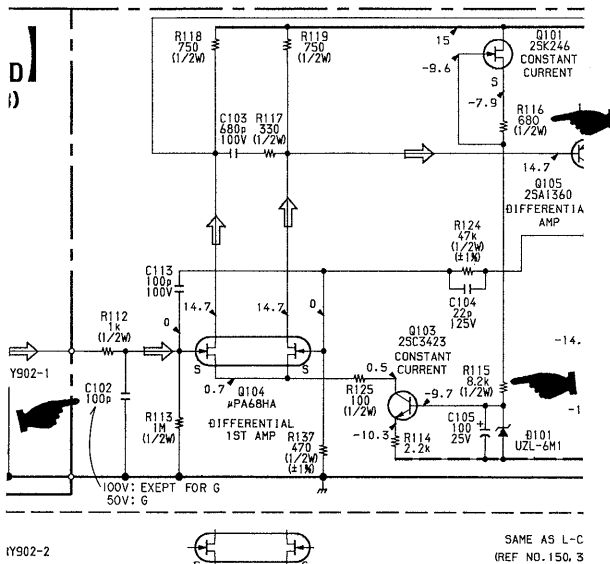 R118
750
(1/2W)
R119
750
(1/2W)
15
Q101
2SK246
CONSTANT
CURRENT
-9.6
S
-7.9
D
)
C103
680p
100V
R117
330
(1/2W)
R116
680
(1/2W)
14.7
Q105
2SA1360
DIFFERENTIA
AMP
R124
47k
(1/2W)
(±1%)
C113
100p
100V
C104
22p
125V
14.7
14.7
0
0
R112
1k
(1/2W)
Q103
2SC3423
CONSTANT
CURRENT
-14.
Y902-1
S
S
0.7
Q104
μPA68HA
DIFFERENTIAL
1ST AMP
0.5
R125
100
(1/2W)
-9.7
R115
8.2k
(1/2W)
C102
100p
R113
1M
(1/2W)
R137
470
(1/2W)
(±1%)
-10.3
R114
2.2k
C105
100
25V
+
D101
UZL-6M1
-1
100V: EXEPT FOR G
50V: G
Y902-2
SAME AS L-C
(REF NO.150, 3